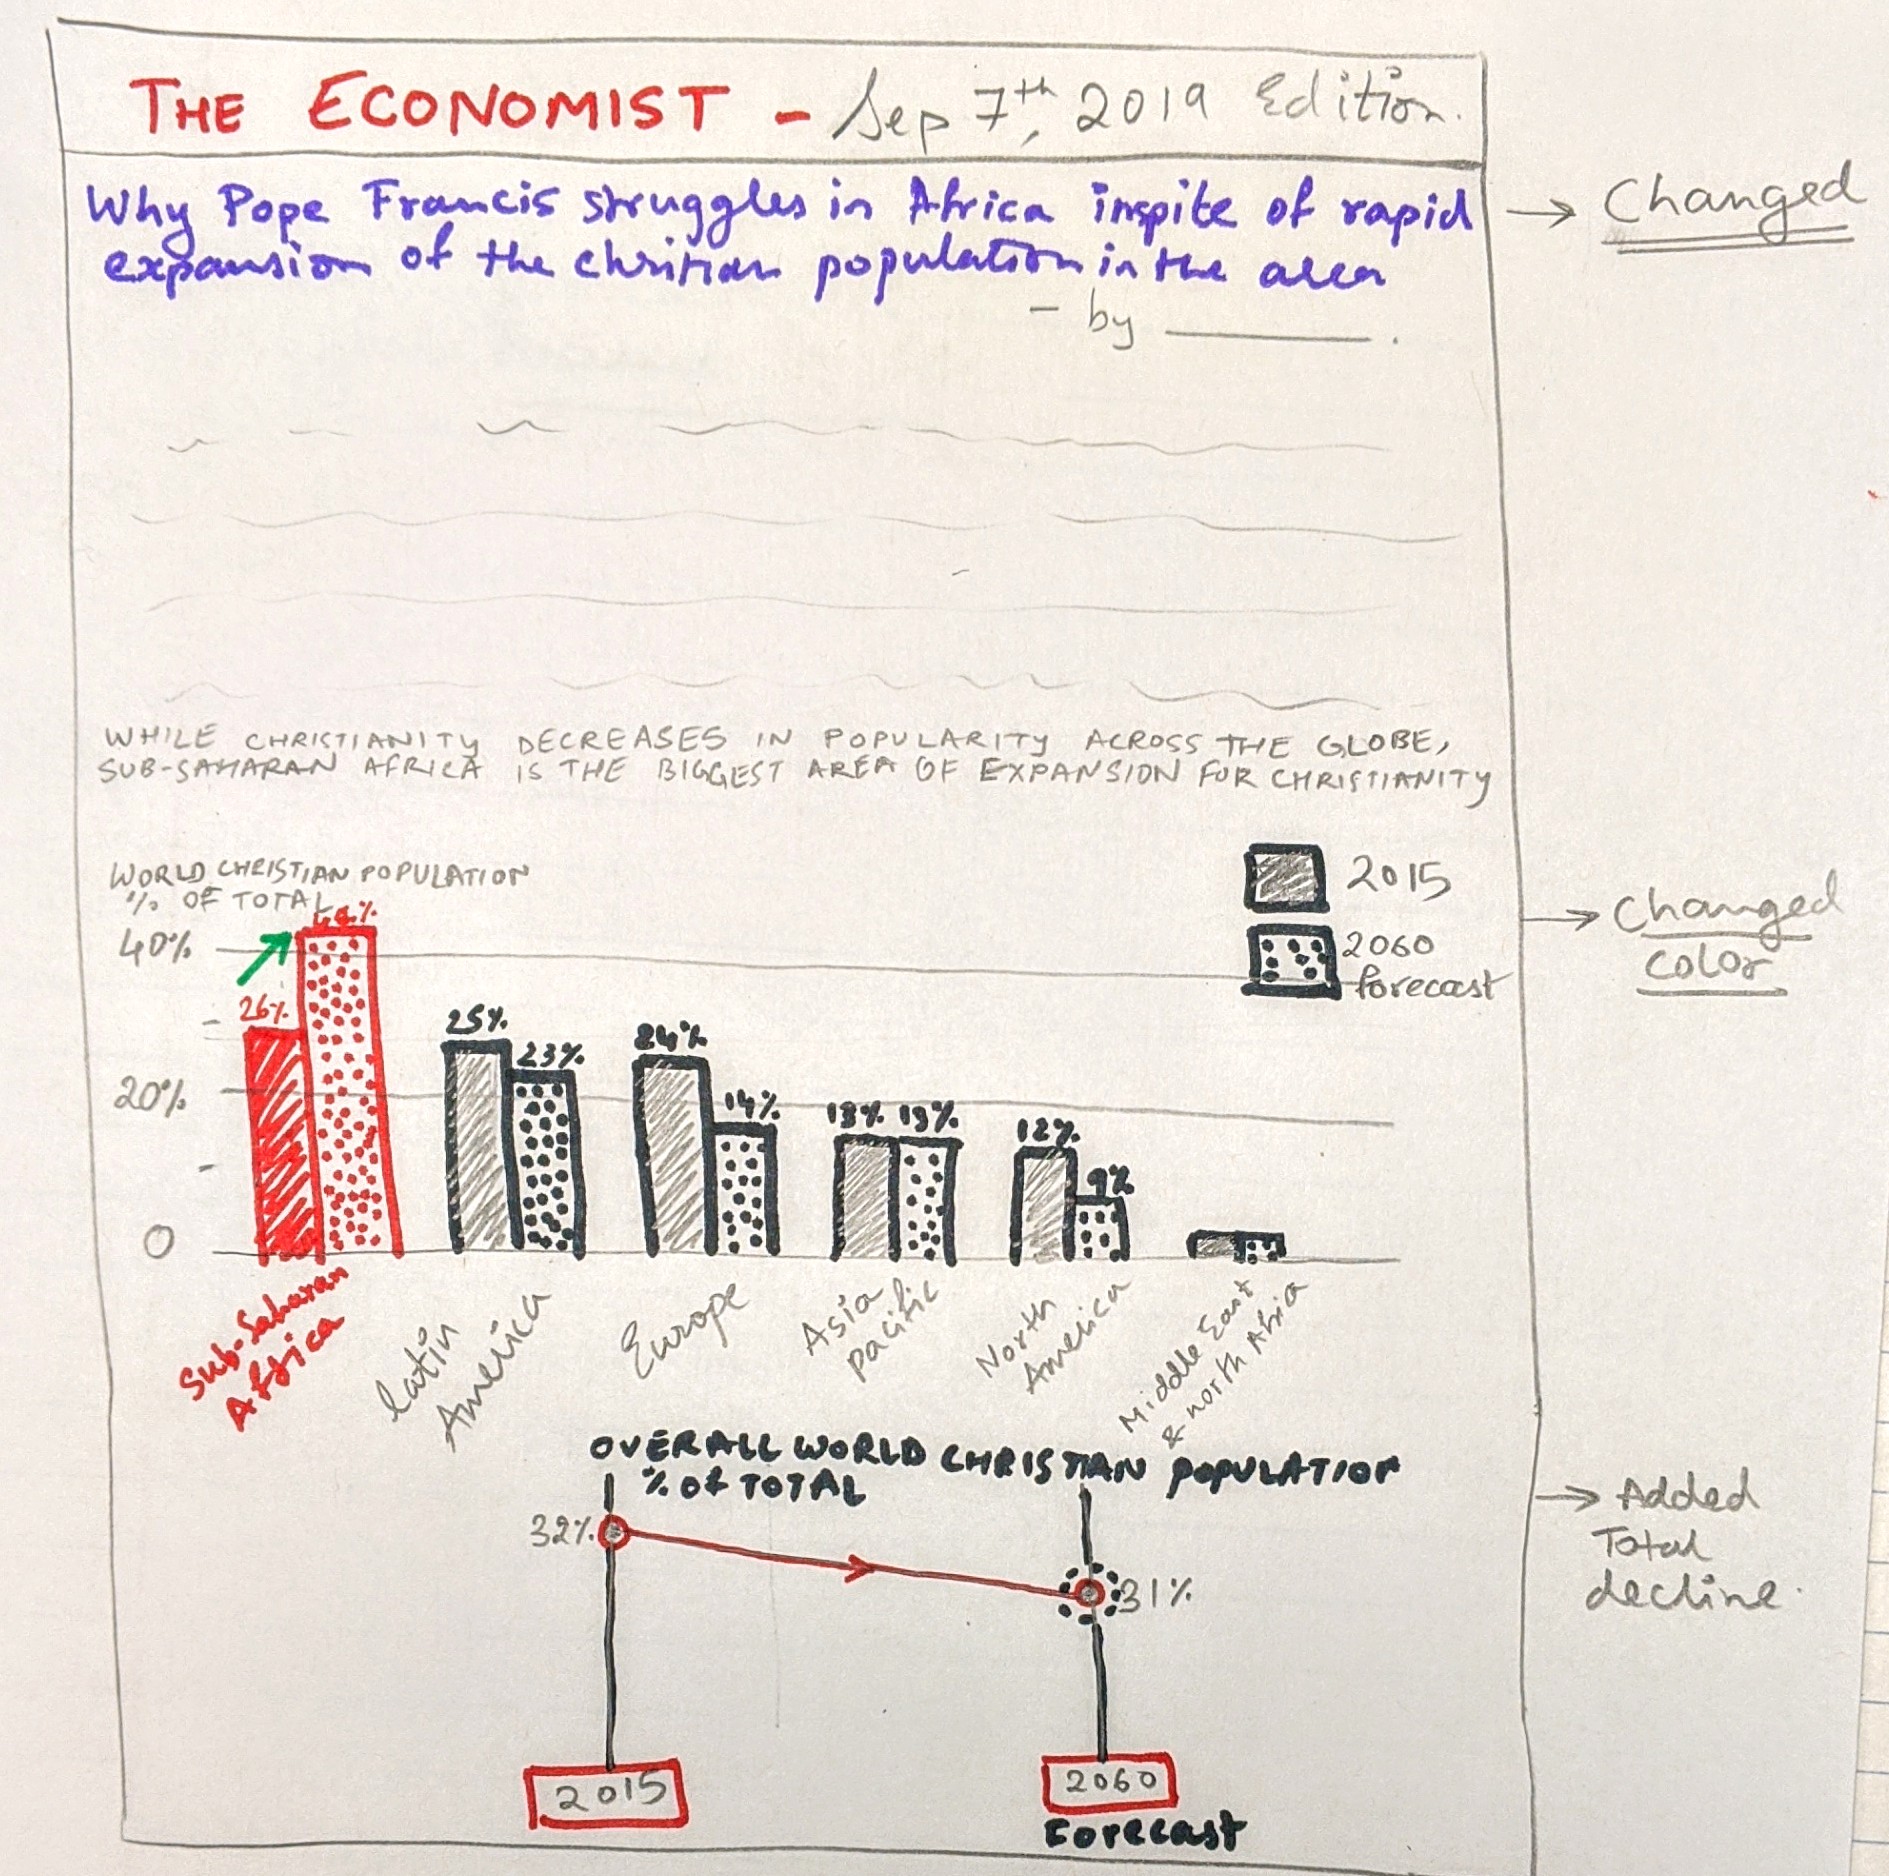 THE ECONOMIST - Sep 7th, 2019 Edition.
Why Pope Francis struggles in Africa inspite of rapid
expansion of the christian population in the area
- by ________ .
→ Changed
WHILE CHRISTIANITY DECREASES IN POPULARITY ACROSS THE GLOBE,
SUB-SAHARAN AFRICA IS THE BIGGEST AREA OF EXPANSION FOR CHRISTIANITY
WORLD CHRISTIAN POPULATION
% OF TOTAL
2015
2060
forecast
→ Changed
color
40%
20%
0
26%
25%
23%
24%
14%
13% 13%
12%
9%
Sub-Saharan
Africa
Latin
America
Europe
Asia
pacific
North
America
Middle East
& north Africa
OVERALL WORLD CHRISTIAN POPULATION
% OF TOTAL
32%
31%
→ Added
Total
decline.
2015
2060
Forecast